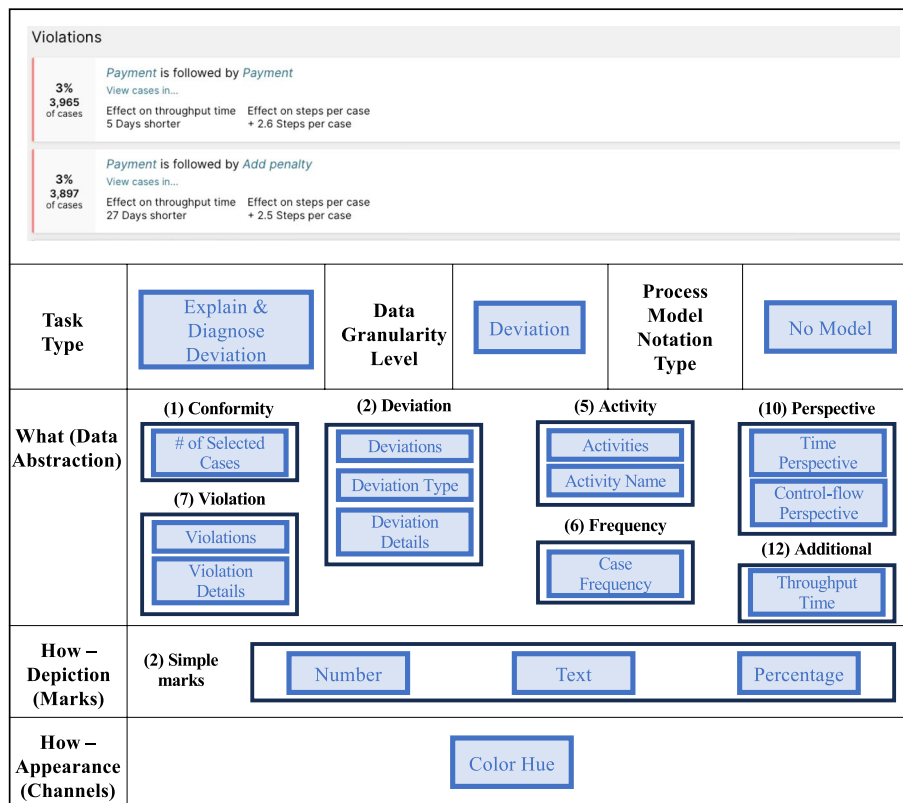 Violations
3%
3,965
of cases
Payment is followed by Payment
View cases in...
Effect on throughput time
5 Days shorter
Effect on steps per case
+ 2.6 Steps per case
3%
3,897
of cases
Payment is followed by Add penalty
View cases in...
Effect on throughput time
27 Days shorter
Effect on steps per case
+ 2.5 Steps per case
Task
Type
Explain &
Diagnose
Deviation
Data
Granularity
Level
Deviation
Process
Model
Notation
Type
No Model
What (Data
Abstraction)
(1) Conformity
# of Selected
Cases
(7) Violation
Violations
Violation
Details
(2) Deviation
Deviations
Deviation Type
Deviation
Details
(5) Activity
Activities
Activity Name
(6) Frequency
Case
Frequency
(10) Perspective
Time
Perspective
Control-flow
Perspective
(12) Additional
Throughput
Time
How –
Depiction
(Marks)
(2) Simple
marks
Number
Text
Percentage
How –
Appearance
(Channels)
Color Hue